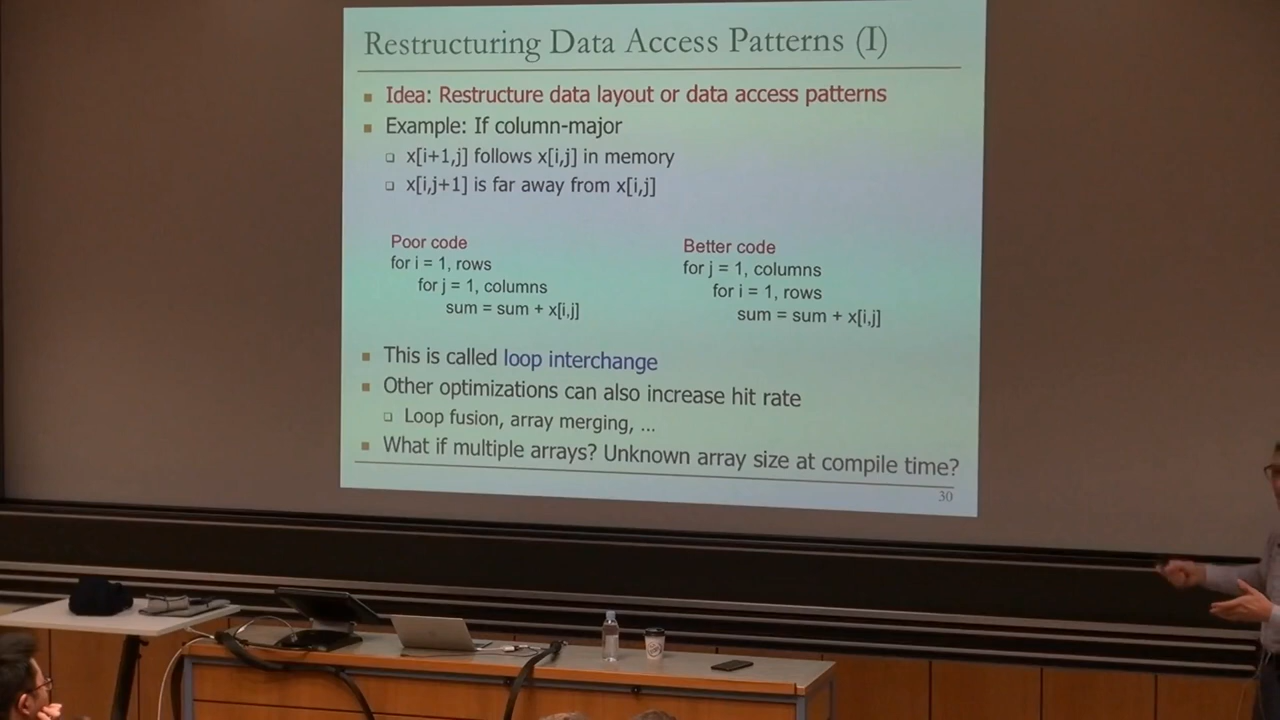 Restructuring Data Access Patterns (I)
Idea: Restructure data layout or data access patterns
Example: If column-major
x[i+1,j] follows x[i,j] in memory
x[i,j+1] is far away from x[i,j]
Poor code
for i = 1, rows
for j = 1, columns
sum = sum + x[i,j]
Better code
for j = 1, columns
for i = 1, rows
sum = sum + x[i,j]
This is called loop interchange
Other optimizations can also increase hit rate
Loop fusion, array merging, ...
What if multiple arrays? Unknown array size at compile time?
30